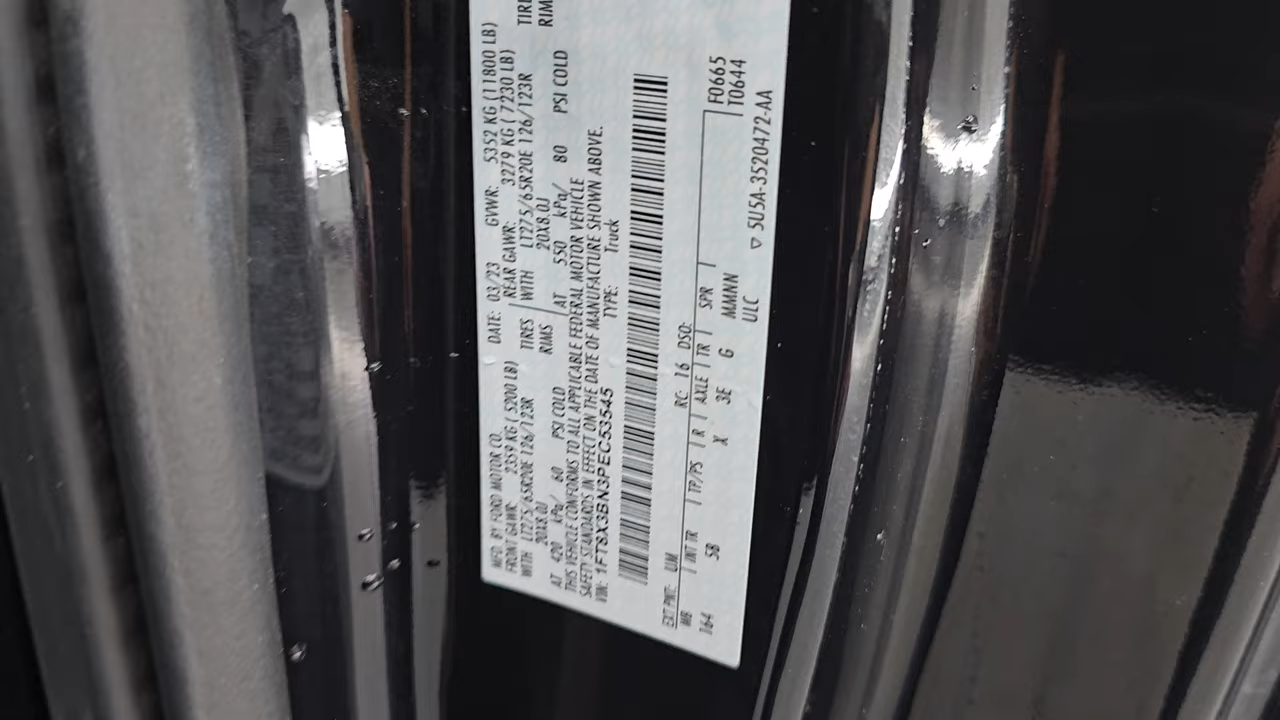 MFD. BY FORD MOTOR CO.
DATE: 03/23 GVWR: 5352 KG (11800 LB)
FRONT GAWR: 2359 KG (5200 LB)
REAR GAWR: 3279 KG (7230 LB)
WITH LT275/65R20E 126/123R TIRES
WITH LT275/65R20E 126/123R TIRE
20X8.0J RIMS
20X8.0J RIM
AT 420 kPa/ 60 PSI COLD
AT 550 kPa/ 80 PSI COLD
THIS VEHICLE CONFORMS TO ALL APPLICABLE FEDERAL MOTOR VEHICLE
SAFETY STANDARDS IN EFFECT ON THE DATE OF MANUFACTURE SHOWN ABOVE.
VIN: 1FT8X3BN3PEC53545 TYPE: Truck
F0665
T0644
EXT PNT: UM RC: 16 DSO:
WB INT TR TP/PS R AXLE TR SPR
164 5B X 3E G MMNN
ULC
▽ 5U5A-3520472-AA